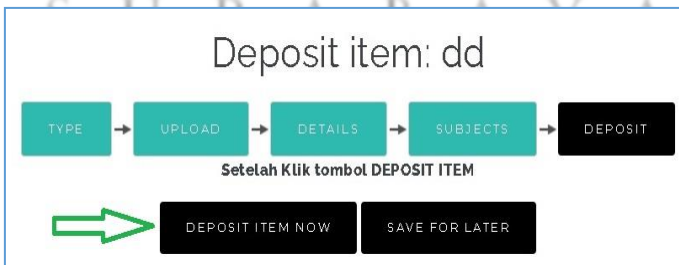 S U R A B A Y A
Deposit item: dd
TYPE UPLOAD DETAILS SUBJECTS DEPOSIT
Setelah Klik tombol DEPOSIT ITEM
DEPOSIT ITEM NOW SAVE FOR LATER